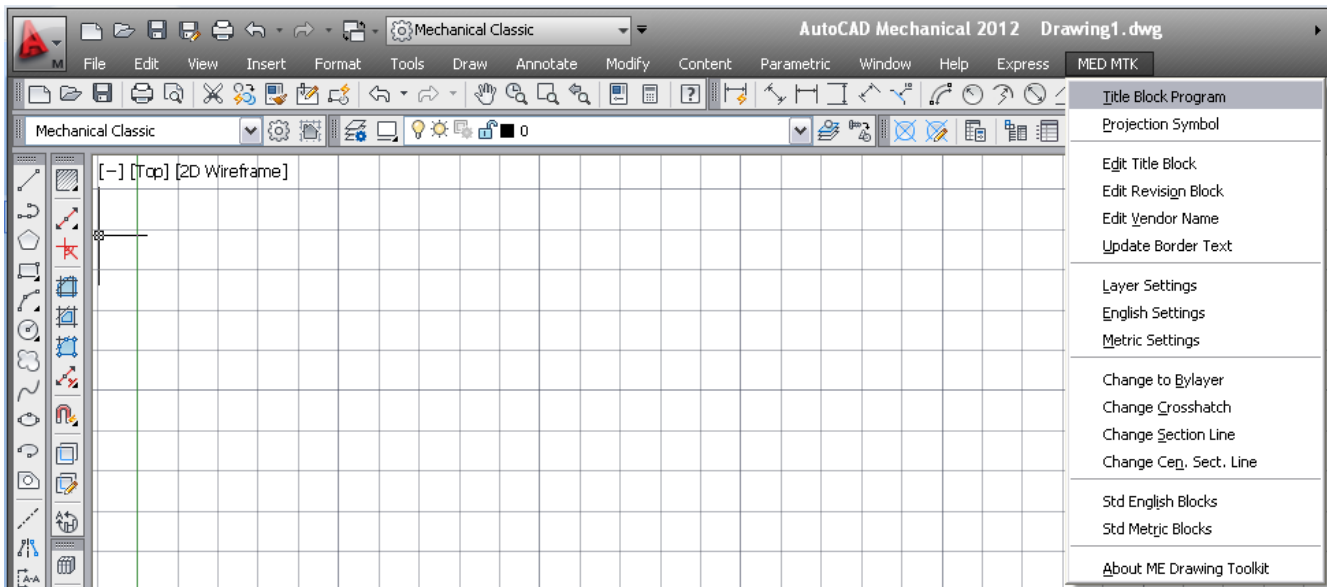 Mechanical Classic
AutoCAD Mechanical 2012 Drawing1.dwg
M File Edit View Insert Format Tools Draw Annotate Modify Content Parametric Window Help Express MED MTK
Mechanical Classic 0
[−] [Top] [2D Wireframe]
Title Block Program
Projection Symbol
Edit Title Block
Edit Revision Block
Edit Vendor Name
Update Border Text
Layer Settings
English Settings
Metric Settings
Change to Bylayer
Change Crosshatch
Change Section Line
Change Cen. Sect. Line
Std English Blocks
Std Metric Blocks
About ME Drawing Toolkit